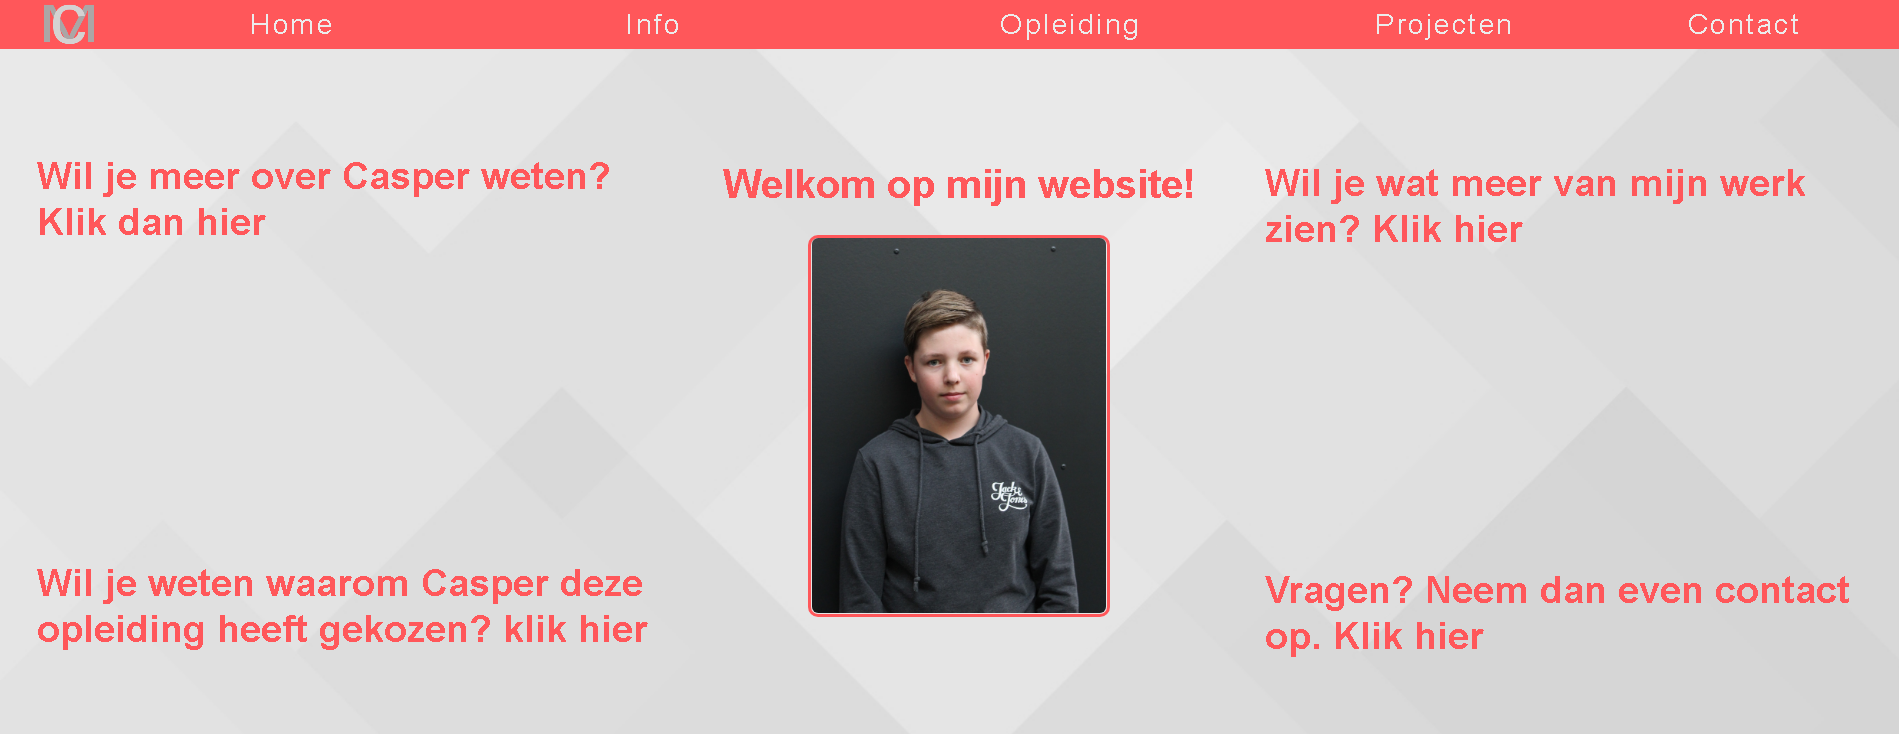 Home Info Opleiding Projecten Contact
Wil je meer over Casper weten?
Klik dan hier
Welkom op mijn website!
Wil je wat meer van mijn werk
zien? Klik hier
Jack &
Jones
Wil je weten waarom Casper deze
opleiding heeft gekozen? klik hier
Vragen? Neem dan even contact
op. Klik hier